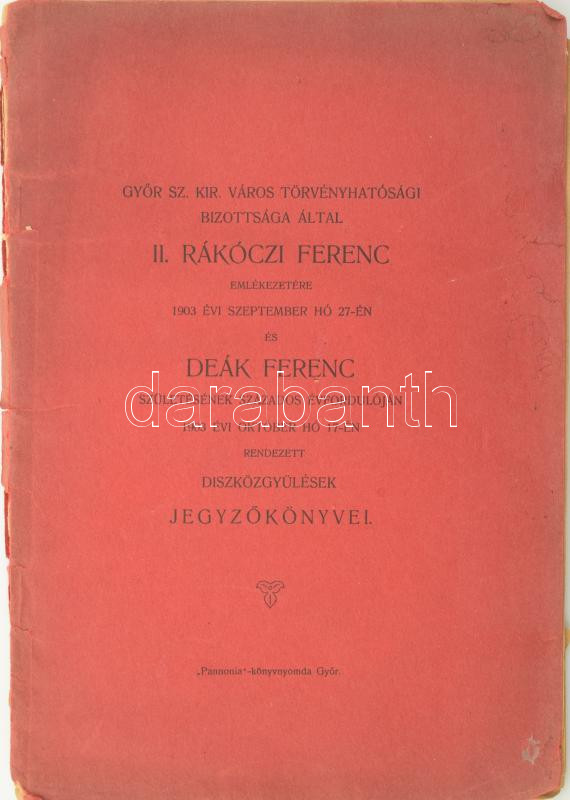 GYŐR SZ. KIR. VÁROS TÖRVÉNYHATÓSÁGI
BIZOTTSÁGA ÁLTAL
II. RÁKÓCZI FERENC
EMLÉKEZETÉRE
1903 ÉVI SZEPTEMBER HÓ 27-ÉN
ÉS
DEÁK FERENC
SZÜLETÉSÉNEK SZÁZADOS ÉVFORDULÓJÁN
darabanth
1903 ÉVI OKTÓBER HÓ 17-ÉN
RENDEZETT
DISZKÖZGYÜLÉSEK
JEGYZŐKÖNYVEI.
„Pannonia“-könyvnyomda Győr.